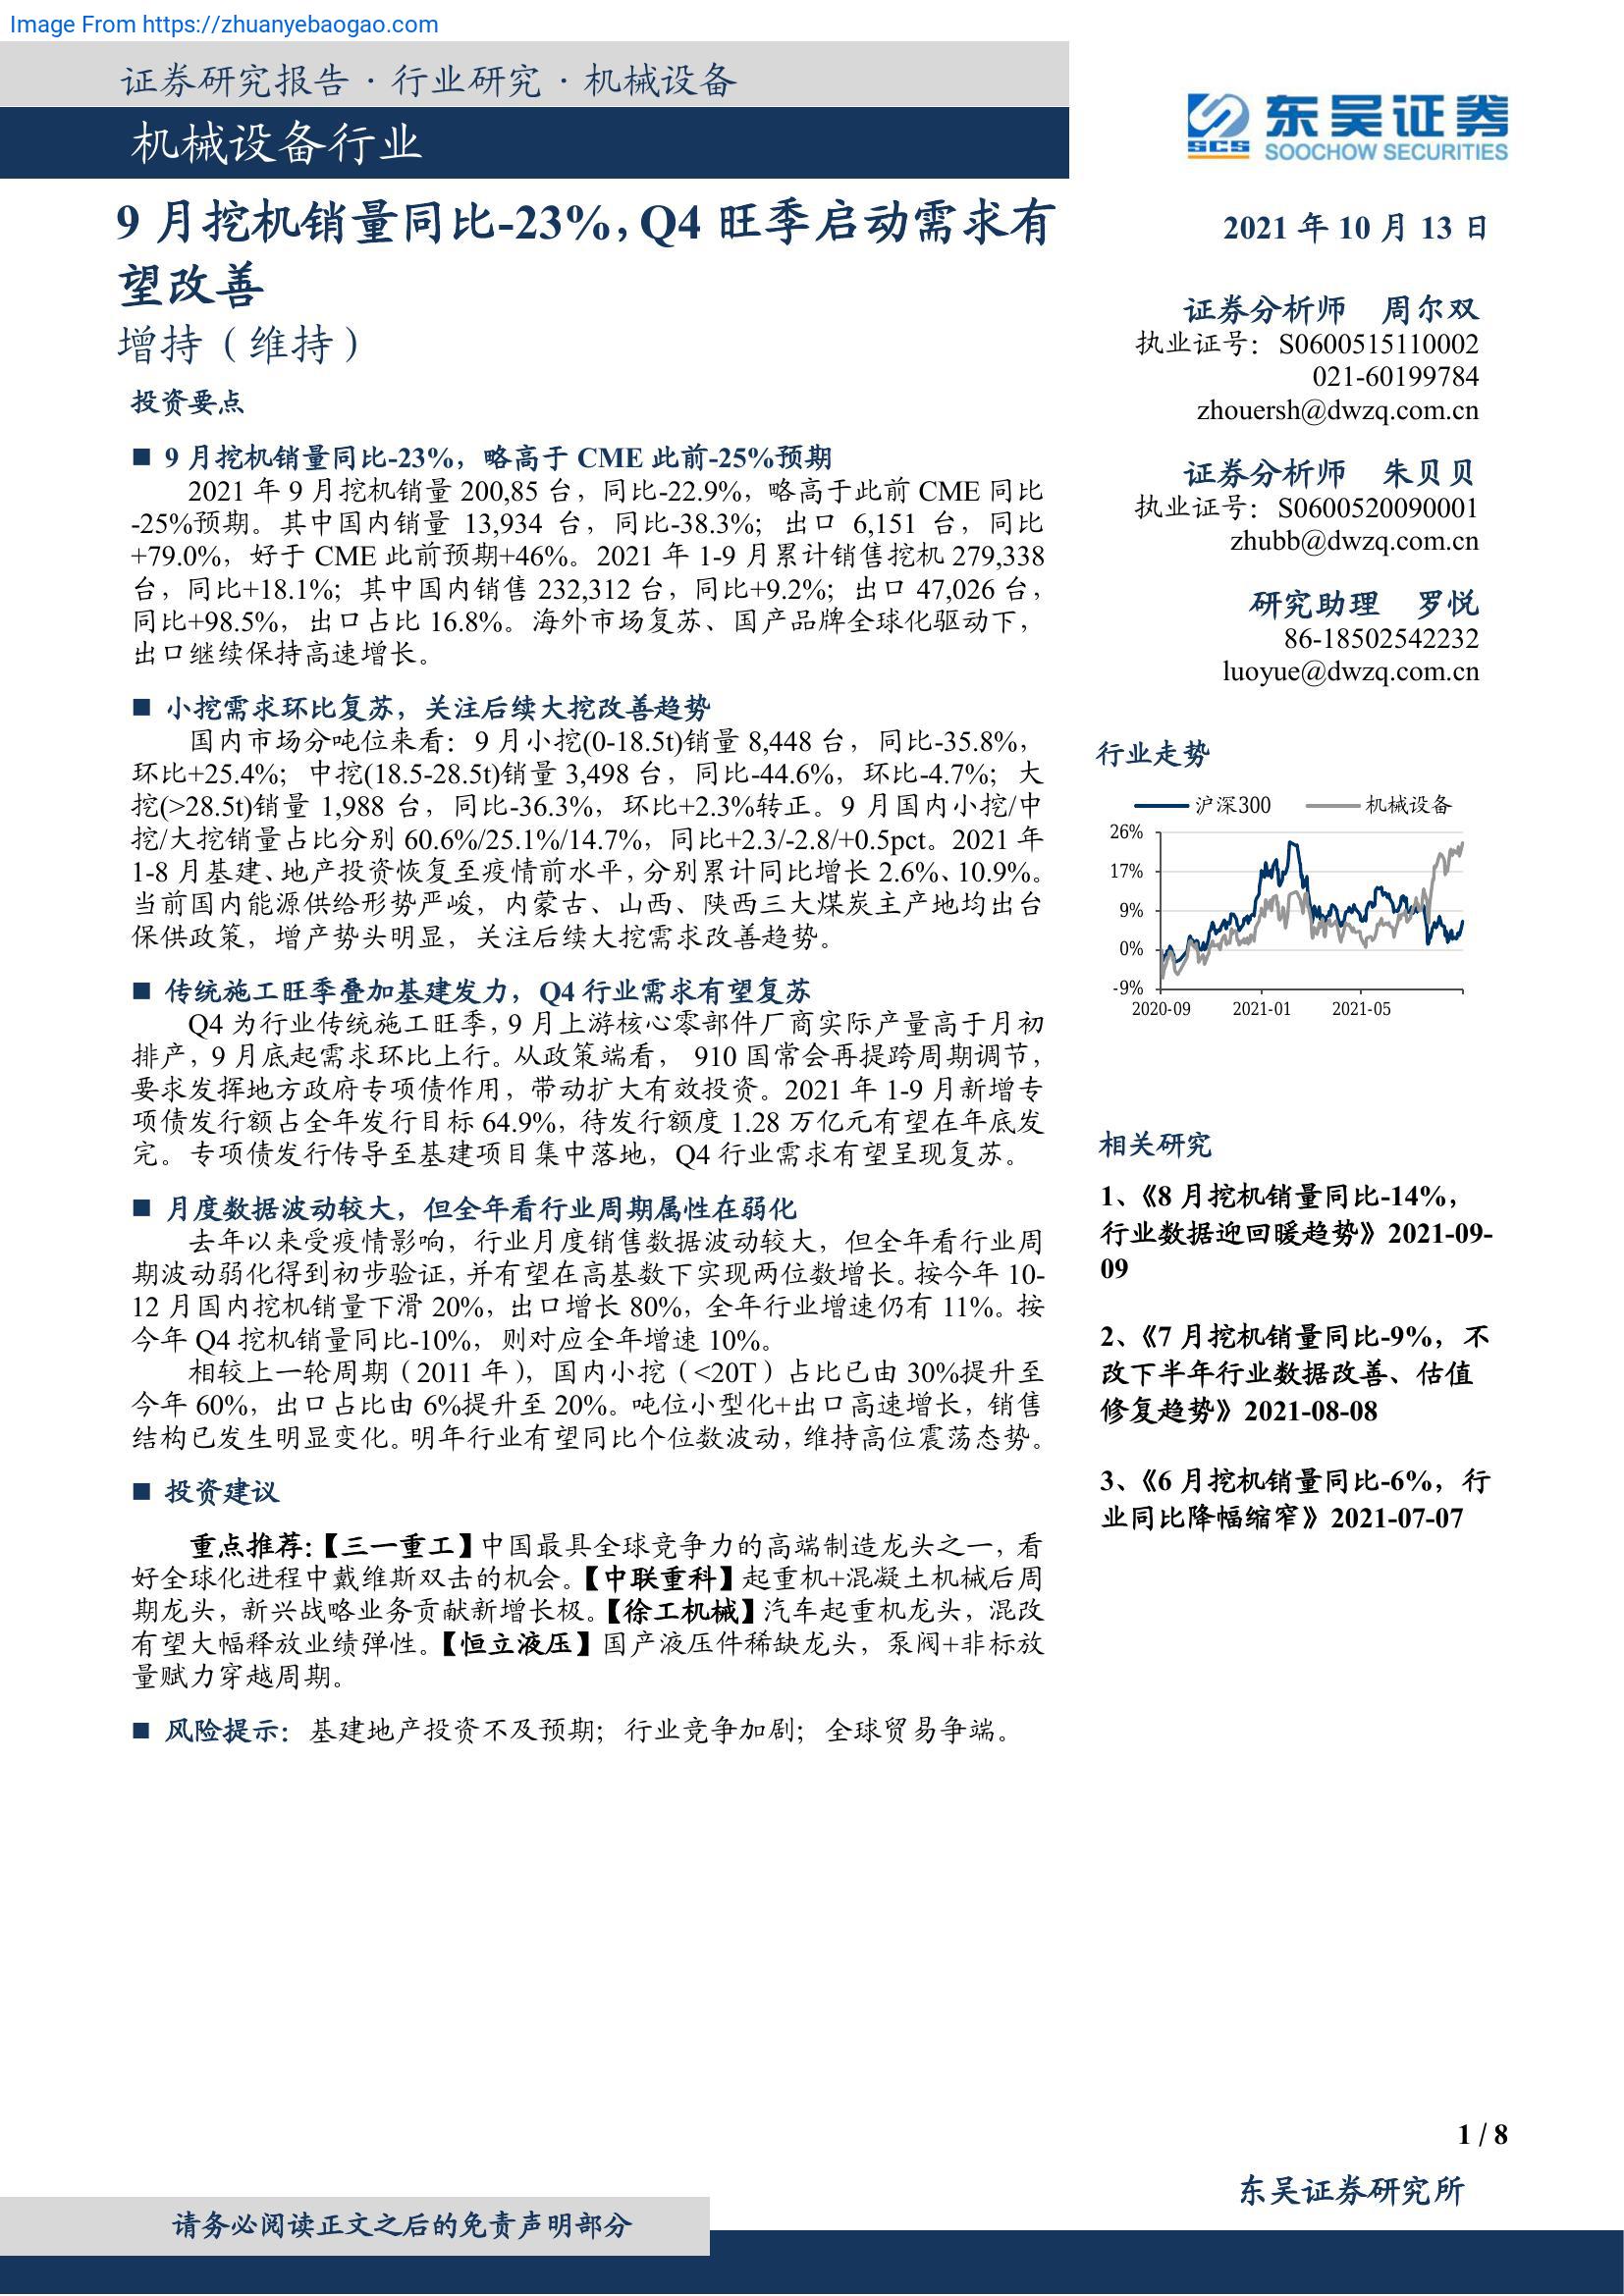 Image From https://zhuanyebaogao.com
证券研究报告·行业研究·机械设备
机械设备行业
东吴证券
SCS
SOOCHOW SECURITIES
9 月挖机销量同比-23%，Q4 旺季启动需求有
望改善
增持（维持）
投资要点
■ 9 月挖机销量同比-23%，略高于 CME 此前-25%预期
2021 年 9 月挖机销量 200,85 台，同比-22.9%，略高于此前 CME 同比
-25%预期。其中国内销量 13,934 台，同比-38.3%；出口 6,151 台，同比
+79.0%，好于 CME 此前预期+46%。2021 年 1-9 月累计销售挖机 279,338
台，同比+18.1%；其中国内销售 232,312 台，同比+9.2%；出口 47,026 台，
同比+98.5%，出口占比 16.8%。海外市场复苏、国产品牌全球化驱动下，
出口继续保持高速增长。
■ 小挖需求环比复苏，关注后续大挖改善趋势
国内市场分吨位来看：9 月小挖(0-18.5t)销量 8,448 台，同比-35.8%，
环比+25.4%；中挖(18.5-28.5t)销量 3,498 台，同比-44.6%，环比-4.7%；大
挖(>28.5t)销量 1,988 台，同比-36.3%，环比+2.3%转正。9 月国内小挖/中
挖/大挖销量占比分别 60.6%/25.1%/14.7%，同比+2.3/-2.8/+0.5pct。2021 年
1-8 月基建、地产投资恢复至疫情前水平，分别累计同比增长 2.6%、10.9%。
当前国内能源供给形势严峻，内蒙古、山西、陕西三大煤炭主产地均出台
保供政策，增产势头明显，关注后续大挖需求改善趋势。
■ 传统施工旺季叠加基建发力，Q4 行业需求有望复苏
Q4 为行业传统施工旺季，9 月上游核心零部件厂商实际产量高于月初
排产，9 月底起需求环比上行。从政策端看， 910 国常会再提跨周期调节，
要求发挥地方政府专项债作用，带动扩大有效投资。2021 年 1-9 月新增专
项债发行额占全年发行目标 64.9%，待发行额度 1.28 万亿元有望在年底发
完。专项债发行传导至基建项目集中落地，Q4 行业需求有望呈现复苏。
■ 月度数据波动较大，但全年看行业周期属性在弱化
去年以来受疫情影响，行业月度销售数据波动较大，但全年看行业周
期波动弱化得到初步验证，并有望在高基数下实现两位数增长。按今年 10-
12 月国内挖机销量下滑 20%，出口增长 80%，全年行业增速仍有 11%。按
今年 Q4 挖机销量同比-10%，则对应全年增速 10%。
相较上一轮周期（2011 年），国内小挖（<20T）占比已由 30%提升至
今年 60%，出口占比由 6%提升至 20%。吨位小型化+出口高速增长，销售
结构已发生明显变化。明年行业有望同比个位数波动，维持高位震荡态势。
■ 投资建议
重点推荐：【三一重工】中国最具全球竞争力的高端制造龙头之一，看
好全球化进程中戴维斯双击的机会。【中联重科】起重机+混凝土机械后周
期龙头，新兴战略业务贡献新增长极。【徐工机械】汽车起重机龙头，混改
有望大幅释放业绩弹性。【恒立液压】国产液压件稀缺龙头，泵阀+非标放
量赋力穿越周期。
■ 风险提示：基建地产投资不及预期；行业竞争加剧；全球贸易争端。
2021 年 10 月 13 日
证券分析师 周尔双
执业证号：S0600515110002
021-60199784
zhouersh@dwzq.com.cn
证券分析师 朱贝贝
执业证号：S0600520090001
zhubb@dwzq.com.cn
研究助理 罗悦
86-18502542232
luoyue@dwzq.com.cn
行业走势
沪深300 机械设备
26%
17%
9%
0%
-9%
2020-09 2021-01 2021-05
相关研究
1、《8 月挖机销量同比-14%，
行业数据迎回暖趋势》2021-09-
09
2、《7 月挖机销量同比-9%，不
改下半年行业数据改善、估值
修复趋势》2021-08-08
3、《6 月挖机销量同比-6%，行
业同比降幅缩窄》2021-07-07
1 / 8
东吴证券研究所
请务必阅读正文之后的免责声明部分